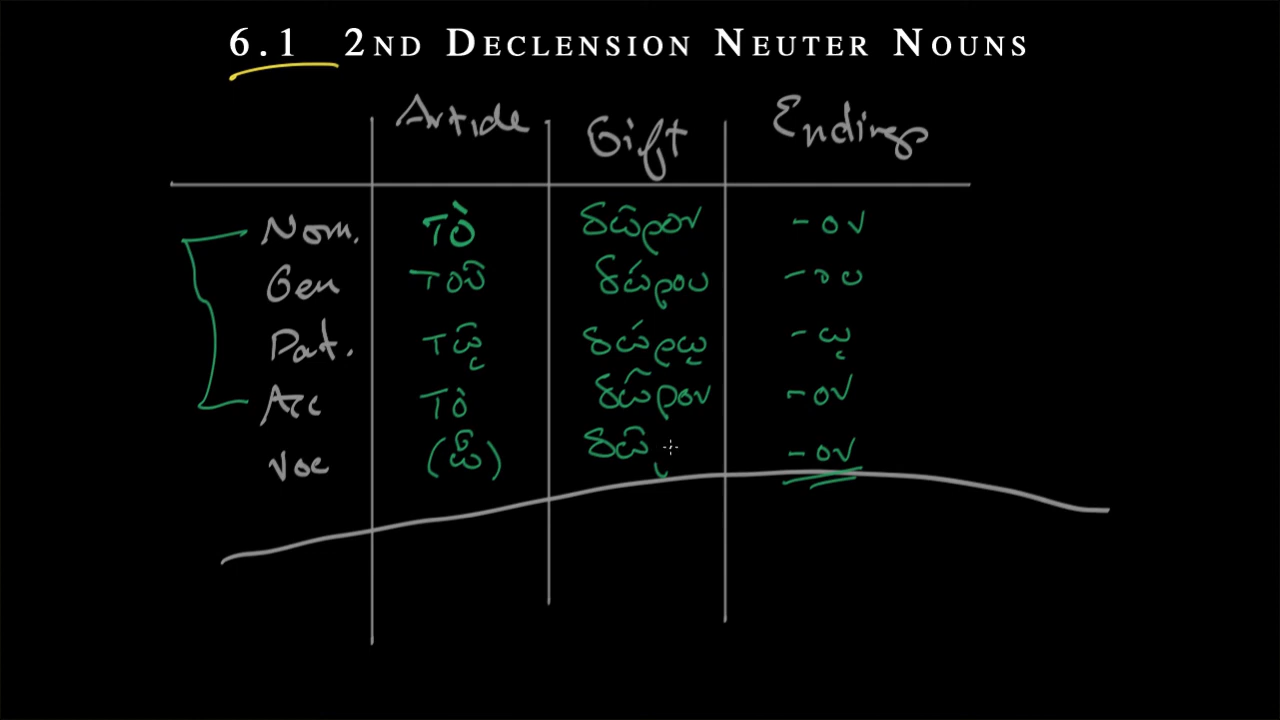 6.1 2ND DECLENSION NEUTER NOUNS
Article Gift Endings
Nom. τὸ δῶρον -ον
Gen τοῦ δώρου -ου
Dat. τῷ δώρῳ -ῳ
Acc τὸ δῶρον -ον
Voc (ὦ) δῶ -ον